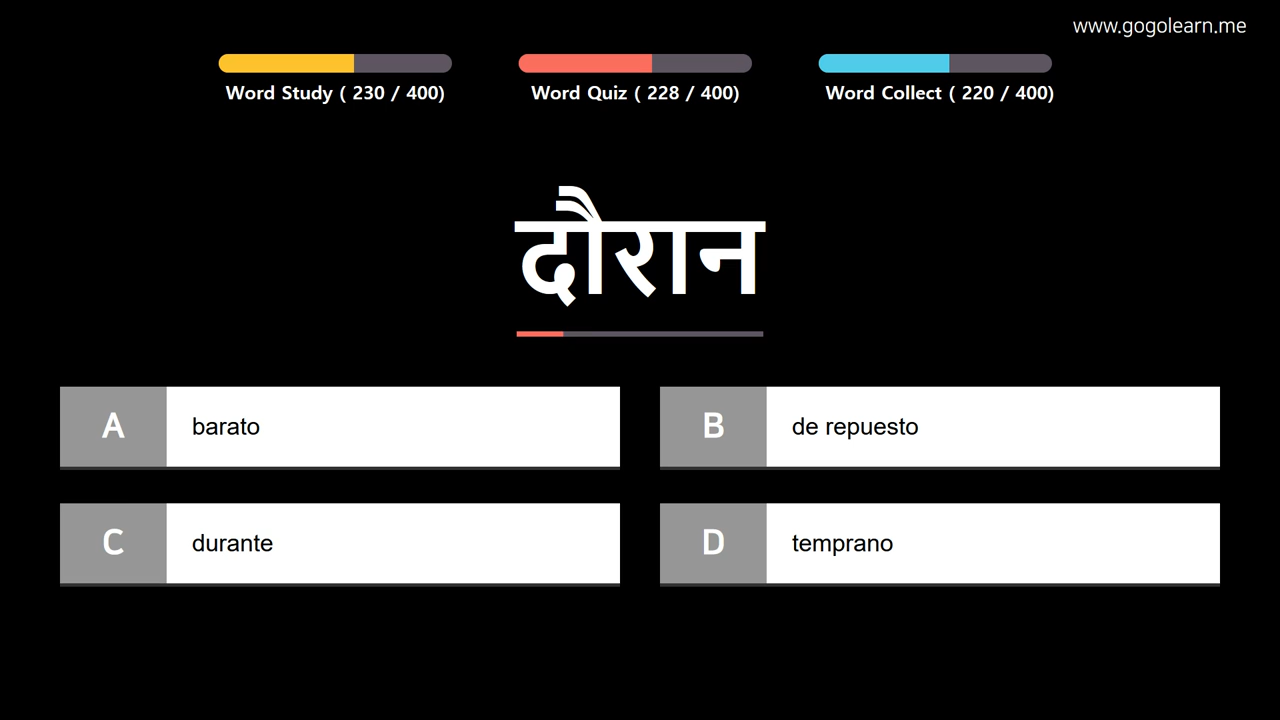 www.gogolearn.me
Word Study ( 230 / 400)
Word Quiz ( 228 / 400)
Word Collect ( 220 / 400)
दौरान
A barato
B de repuesto
C durante
D temprano